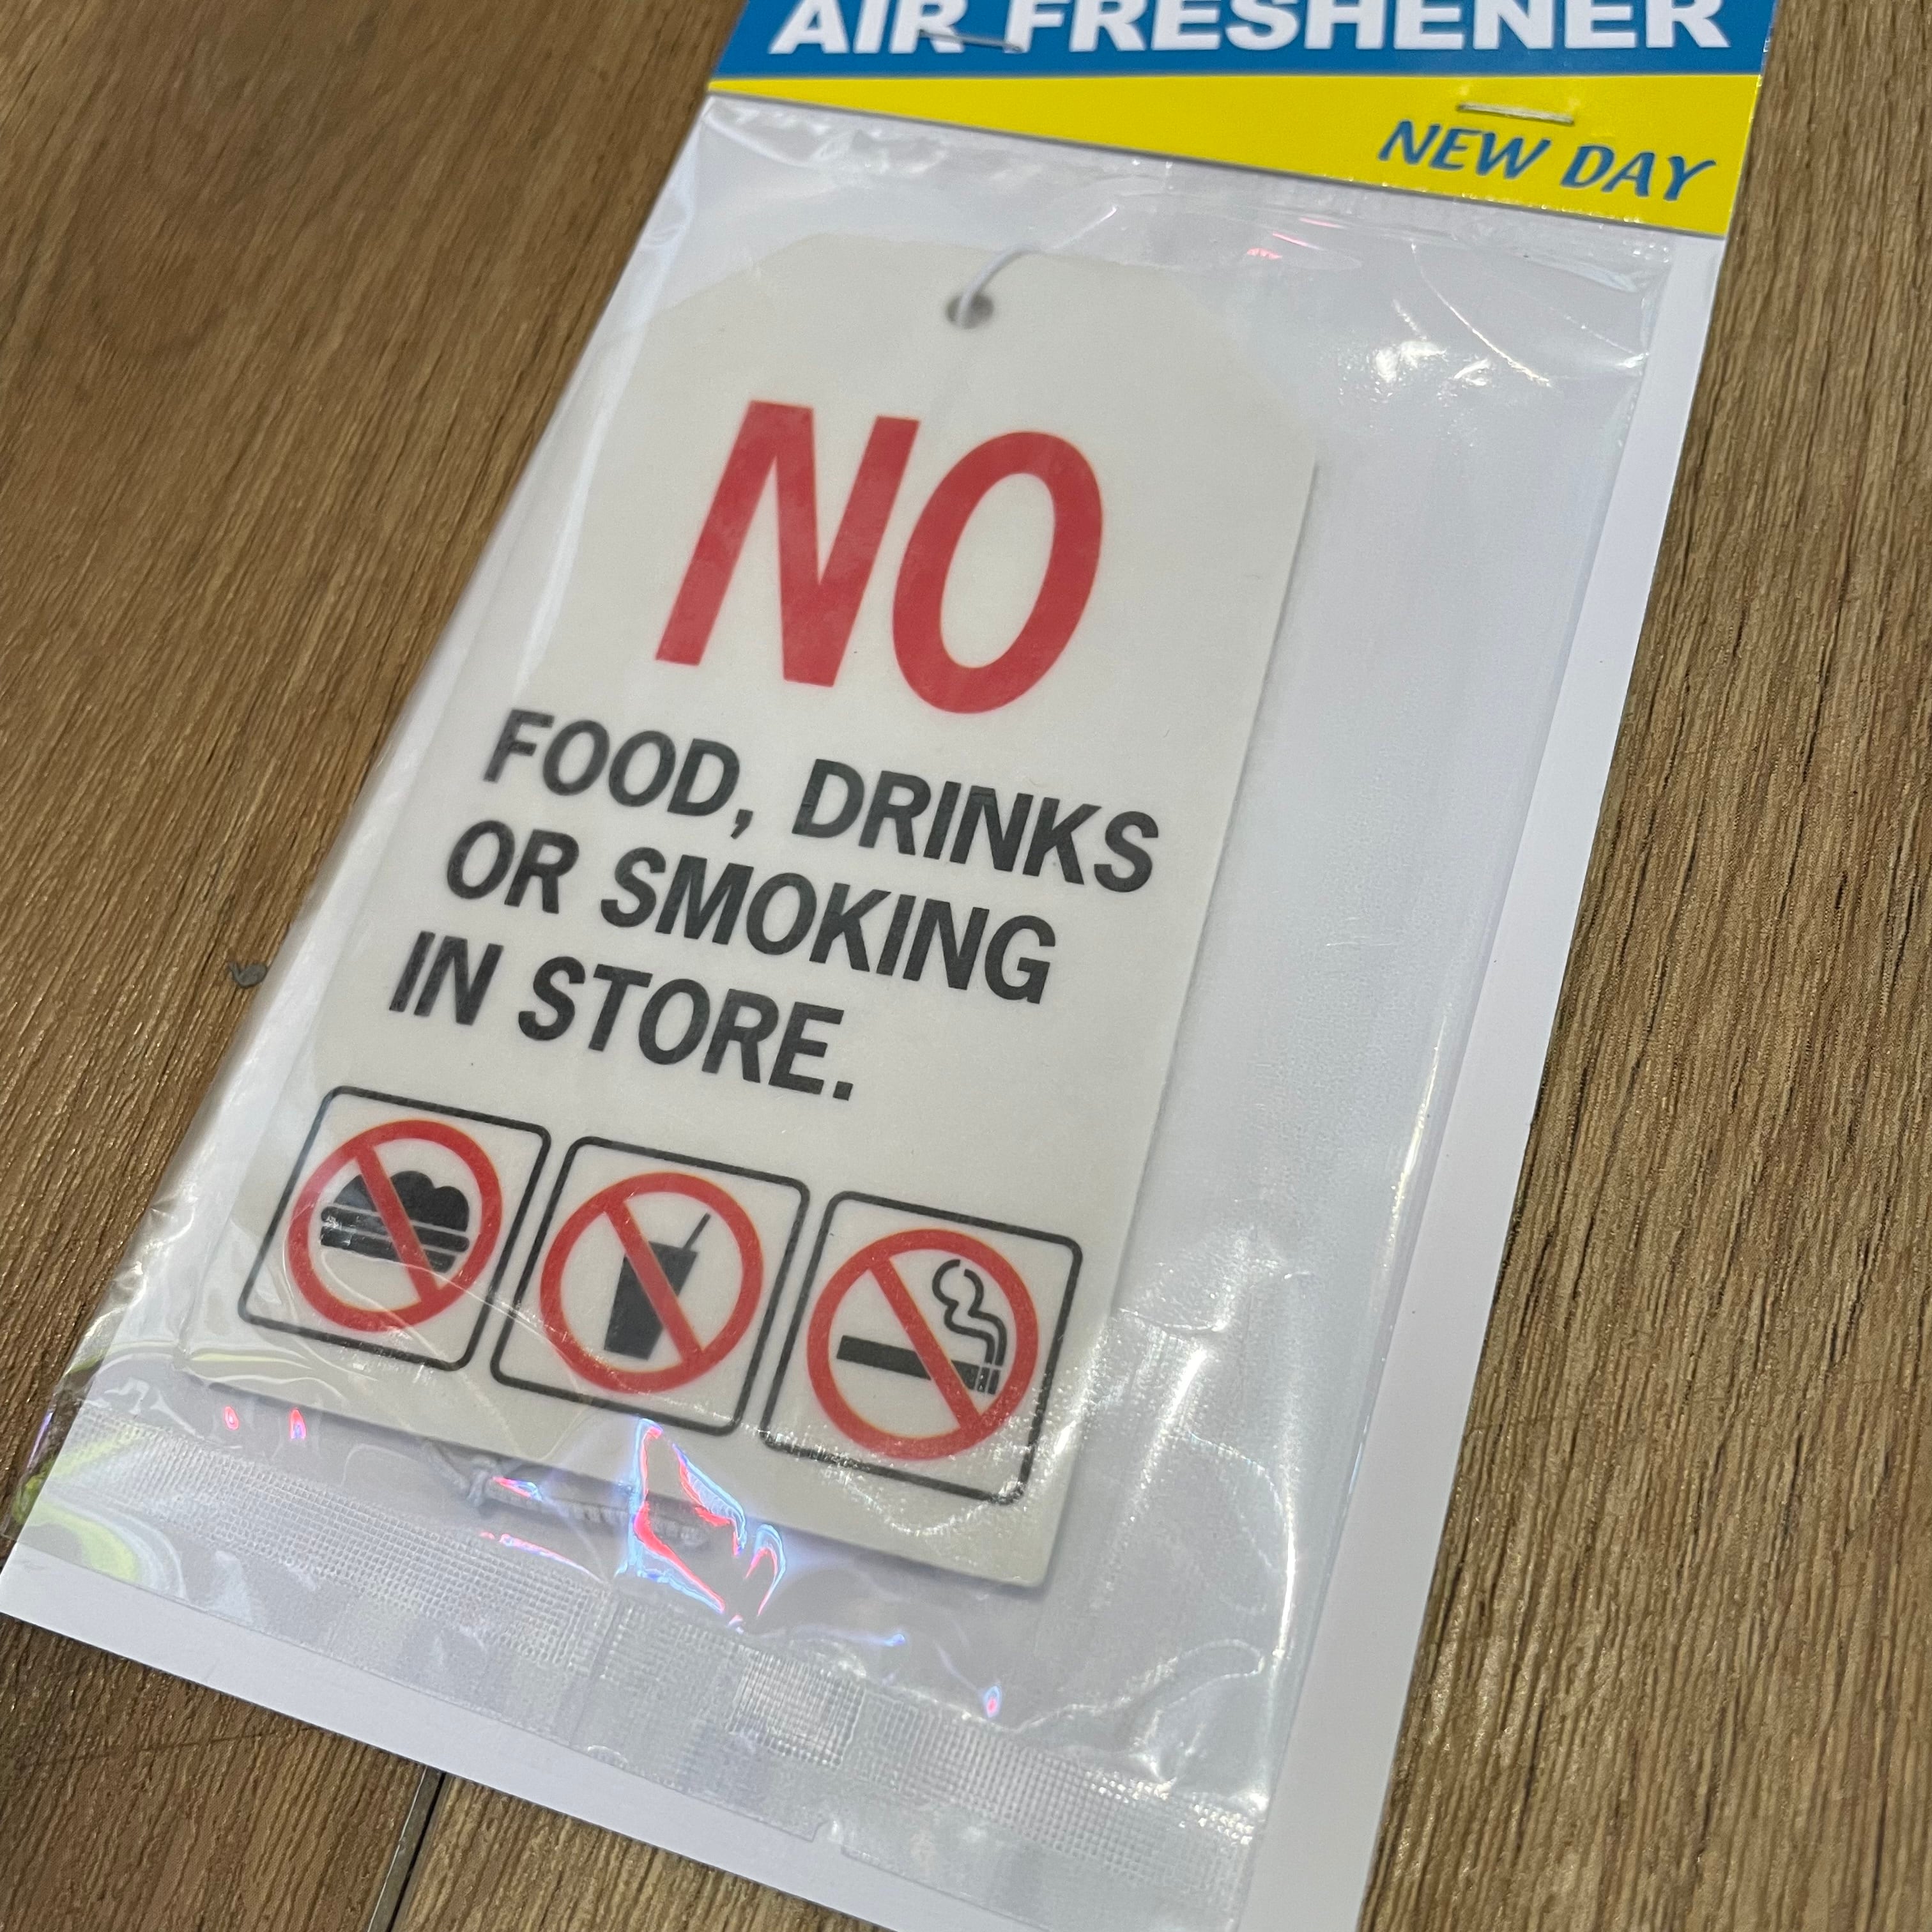 AIR FRESHENER
NEW DAY
NO
FOOD, DRINKS
OR SMOKING
IN STORE.